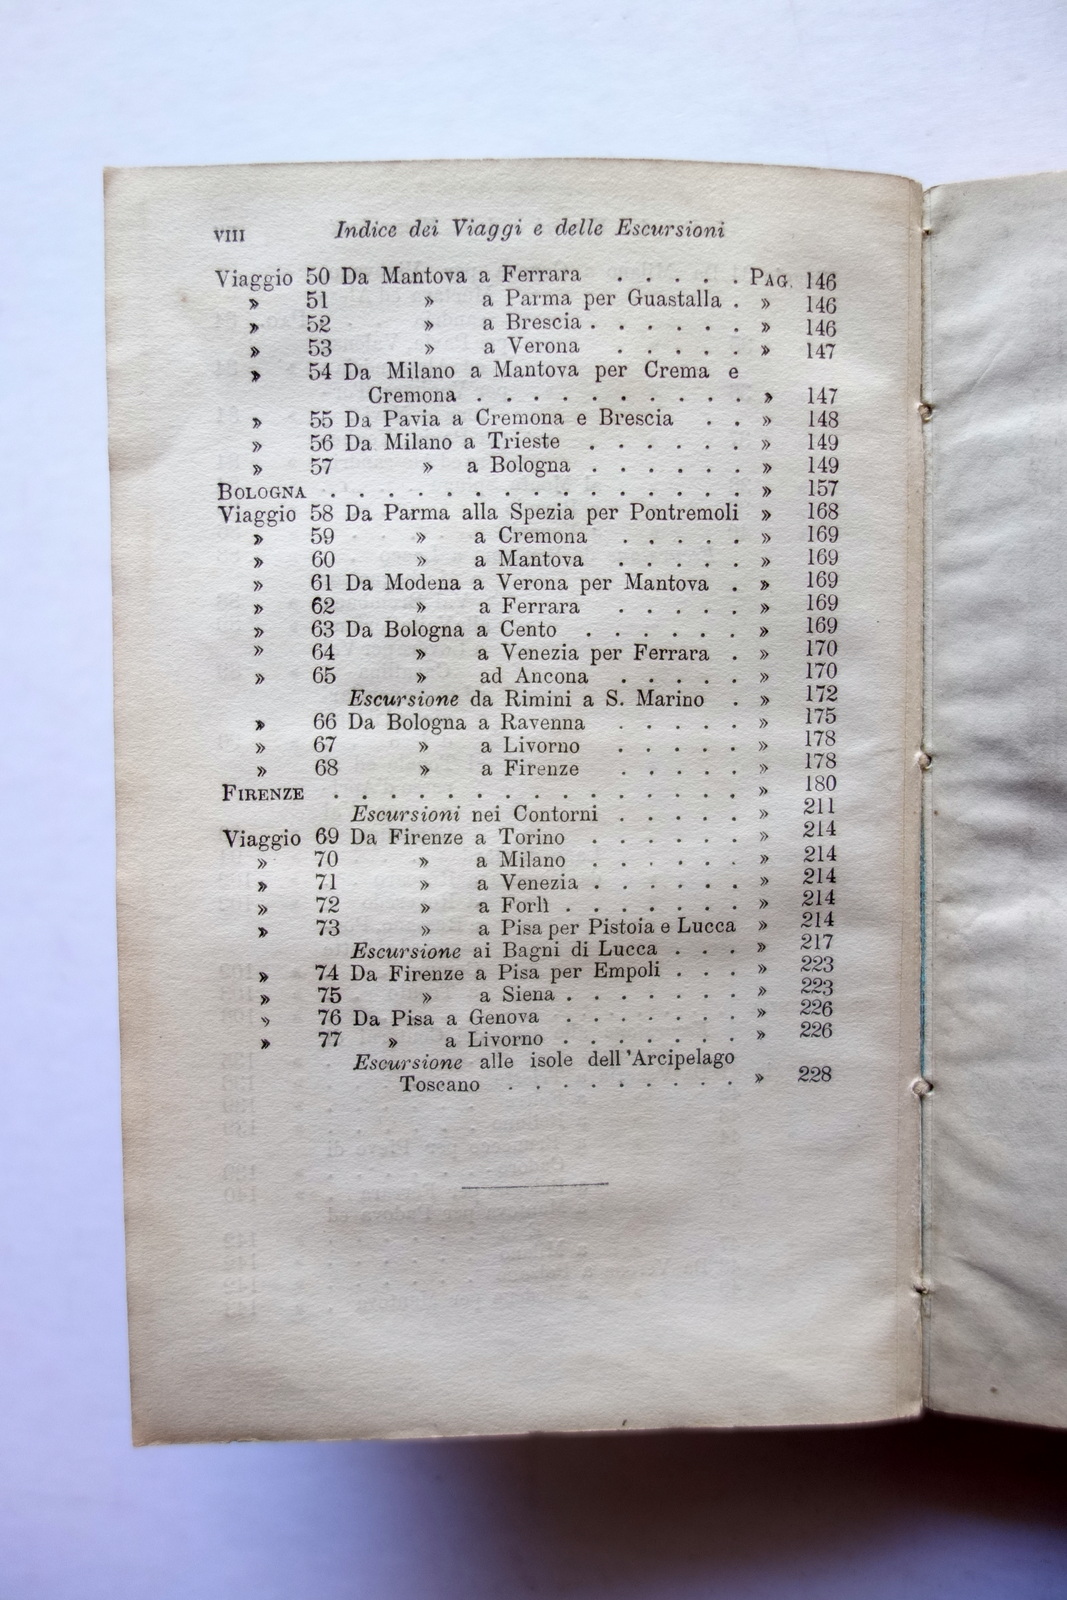 VIII Indice dei Viaggi e delle Escursioni
Viaggio 50 Da Mantova a Ferrara . . . . . PAG. 146
» 51 » a Parma per Guastalla . » 146
» 52 » a Brescia . . . . . . » 146
» 53 » a Verona . . . . . » 147
» 54 Da Milano a Mantova per Crema e
Cremona . . . . . . . . . . » 147
» 55 Da Pavia a Cremona e Brescia . . » 148
» 56 Da Milano a Trieste . . . . . . » 149
» 57 » a Bologna . . . . . . » 149
BOLOGNA . . . . . . . . . . . . . . . » 157
Viaggio 58 Da Parma alla Spezia per Pontremoli » 168
» 59 » a Cremona . . . . . » 169
» 60 » a Mantova . . . . . » 169
» 61 Da Modena a Verona per Mantova . » 169
» 62 » a Ferrara . . . . . » 169
» 63 Da Bologna a Cento . . . . . . » 169
» 64 » a Venezia per Ferrara . » 170
» 65 » ad Ancona . . . . . » 170
Escursione da Rimini a S. Marino . » 172
» 66 Da Bologna a Ravenna . . . . . » 175
» 67 » a Livorno . . . . . » 178
» 68 » a Firenze . . . . . » 178
FIRENZE . . . . . . . . . . . . . . . » 180
Escursioni nei Contorni . . . . . » 211
Viaggio 69 Da Firenze a Torino . . . . . . » 214
» 70 » a Milano . . . . . . » 214
» 71 » a Venezia . . . . . . » 214
» 72 » a Forlì . . . . . . . » 214
» 73 » a Pisa per Pistoia e Lucca » 214
Escursione ai Bagni di Lucca . . . » 217
» 74 Da Firenze a Pisa per Empoli . . . » 223
» 75 » a Siena . . . . . . . » 223
» 76 Da Pisa a Genova . . . . . . . » 226
» 77 » a Livorno . . . . . . . » 226
Escursione alle isole dell'Arcipelago
Toscano . . . . . . . . . » 228